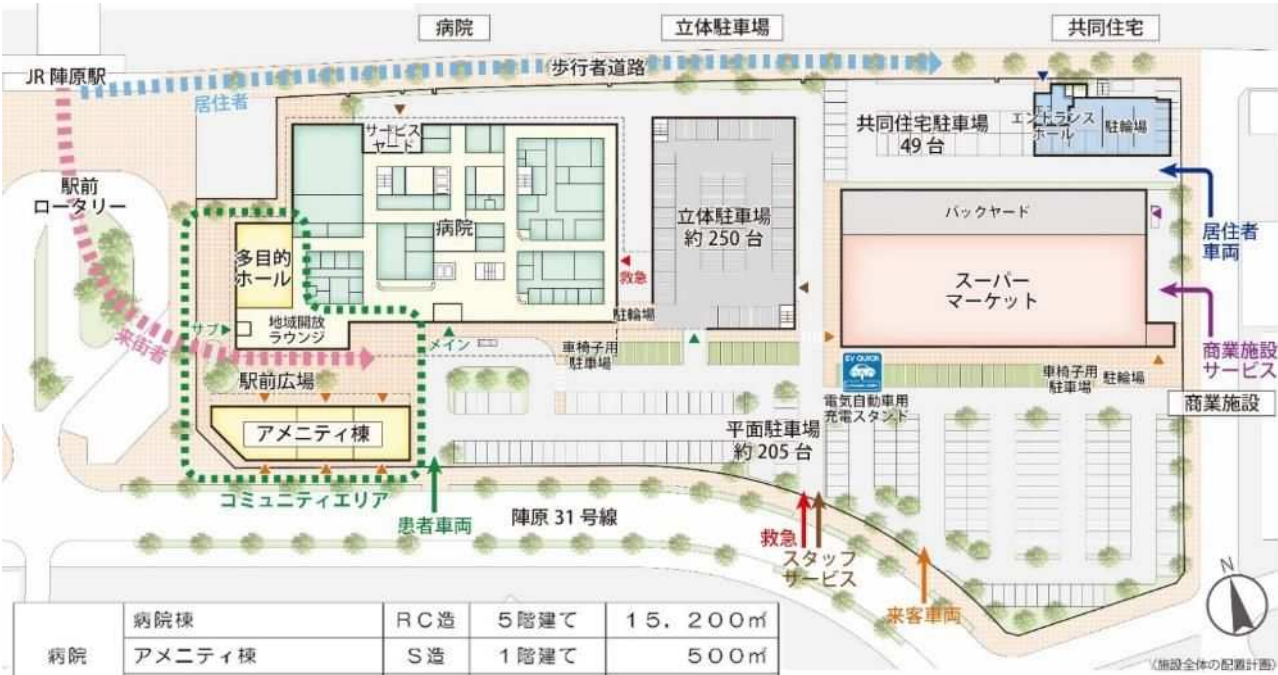 病院
立体駐車場
共同住宅
JR 陣原駅
歩行者道路
居住者
サービス
ヤード
共同住宅駐車場
49 台
エントランス
ホール
駐輪場
駅前
ロータリー
病院
立体駐車場
約 250 台
バックヤード
居住者
車両
多目的
ホール
救急
スーパー
マーケット
サブ
地域開放
ラウンジ
メイン
駐輪場
来街者
車椅子用
駐車場
商業施設
サービス
駅前広場
EV QUICK
車椅子用
駐車場
駐輪場
電気自動車用
充電スタンド
商業施設
アメニティ棟
平面駐車場
約 205 台
コミュニティエリア
患者車両
陣原 31 号線
救急
スタッフ
サービス
来客車両
N
病院
病院棟 RC造 5階建て 15,200㎡
アメニティ棟 S造 1階建て 500㎡
(施設全体の配置計画)